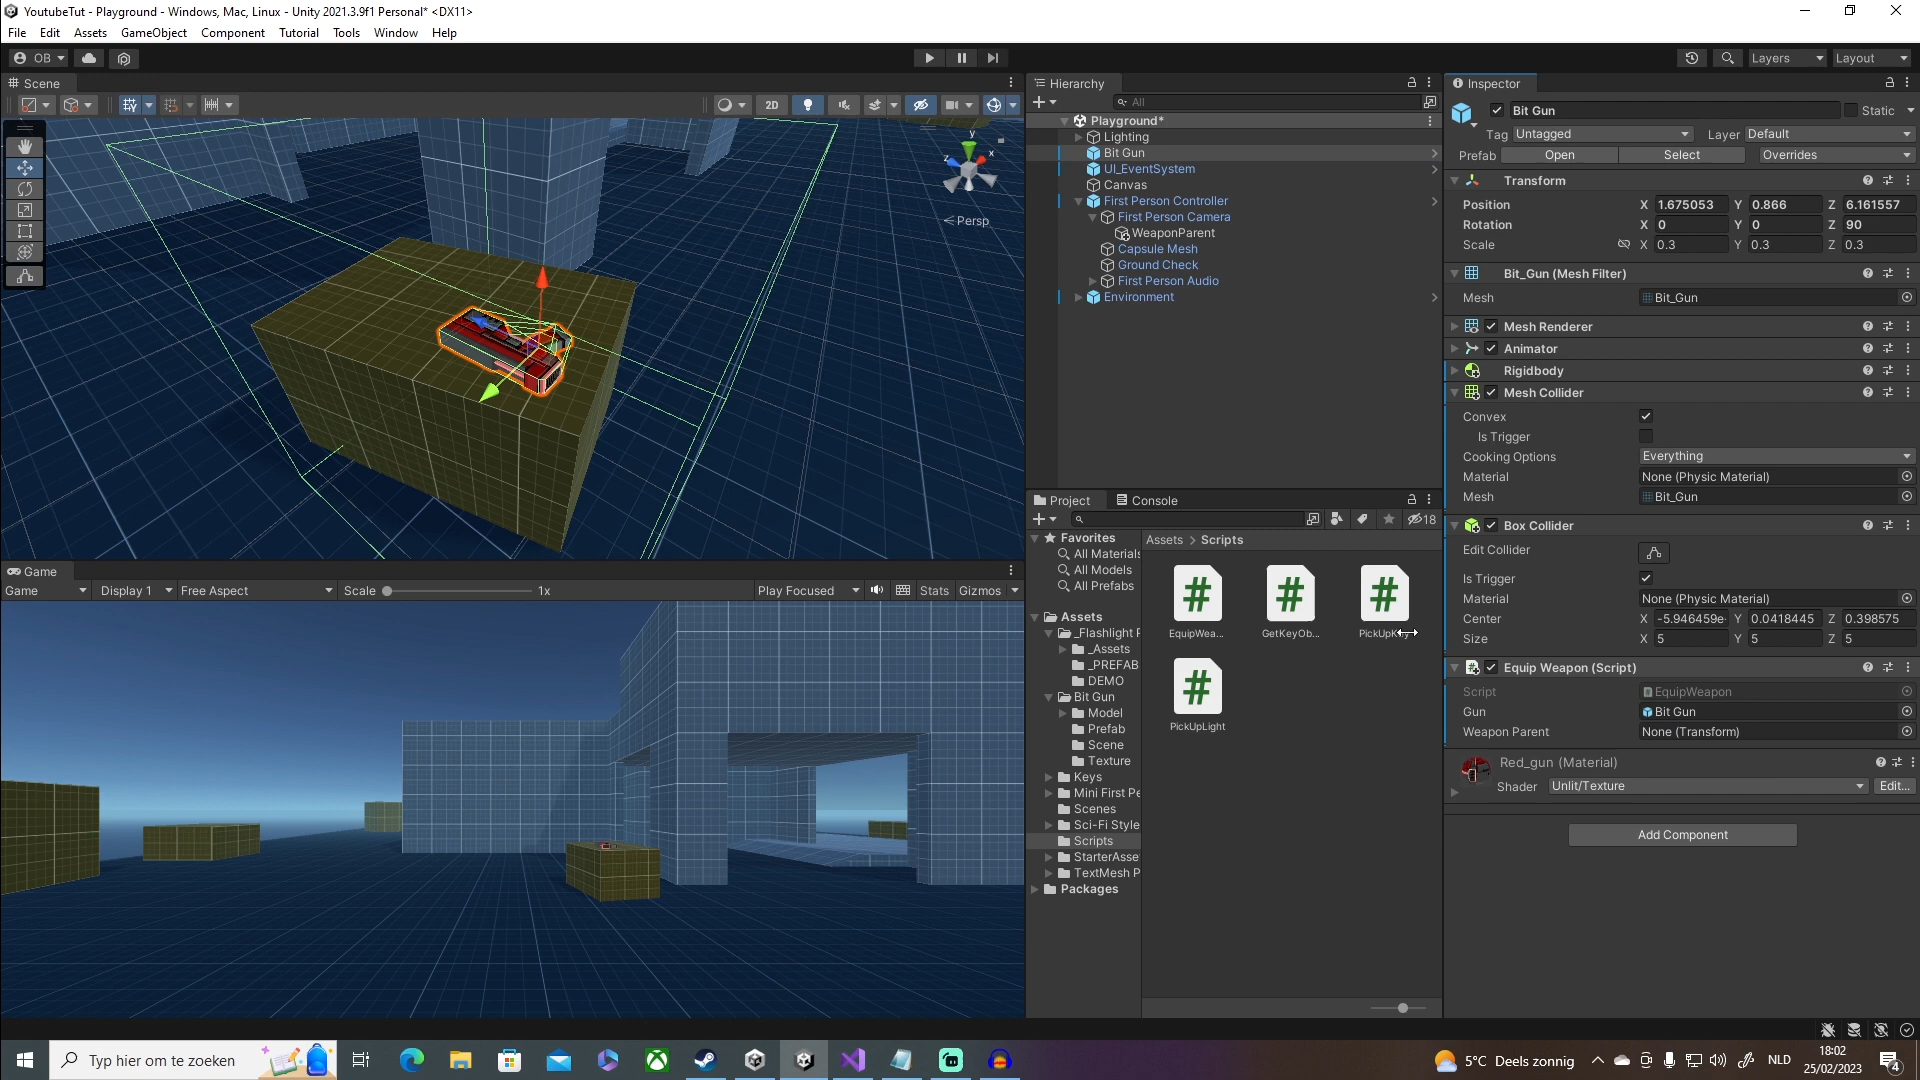 YoutubeTut - Playground - Windows, Mac, Linux - Unity 2021.3.9f1 Personal* <DX11>
File Edit Assets GameObject Component Tutorial Tools Window Help
OB
Layers Layout
Scene
2D
y
z x
Persp
Game
Game Display 1 Free Aspect Scale 1x Play Focused Stats Gizmos
Hierarchy
All
Playground*
Lighting
Bit Gun
UI_EventSystem
Canvas
First Person Controller
First Person Camera
WeaponParent
Capsule Mesh
Ground Check
First Person Audio
Environment
Project Console
18
Favorites
All Materials
All Models
All Prefabs
Assets
_Flashlight P
_Assets
_PREFAB
DEMO
Bit Gun
Model
Prefab
Scene
Texture
Keys
Mini First Pe
Scenes
Sci-Fi Style
Scripts
StarterAsse
TextMesh P
Packages
Assets > Scripts
EquipWea...
GetKeyOb...
PickUpKey
PickUpLight
Inspector
Bit Gun Static
Tag Untagged Layer Default
Prefab Open Select Overrides
Transform
Position X 1.675053 Y 0.866 Z 6.161557
Rotation X 0 Y 0 Z 90
Scale X 0.3 Y 0.3 Z 0.3
Bit_Gun (Mesh Filter)
Mesh Bit_Gun
Mesh Renderer
Animator
Rigidbody
Mesh Collider
Convex
Is Trigger
Cooking Options Everything
Material None (Physic Material)
Mesh Bit_Gun
Box Collider
Edit Collider
Is Trigger
Material None (Physic Material)
Center X -5.946459e- Y 0.0418445 Z 0.398575
Size X 5 Y 5 Z 5
Equip Weapon (Script)
Script EquipWeapon
Gun Bit Gun
Weapon Parent None (Transform)
Red_gun (Material)
Shader Unlit/Texture Edit...
Add Component
Typ hier om te zoeken
5°C Deels zonnig
NLD
18:02
25/02/2023
4